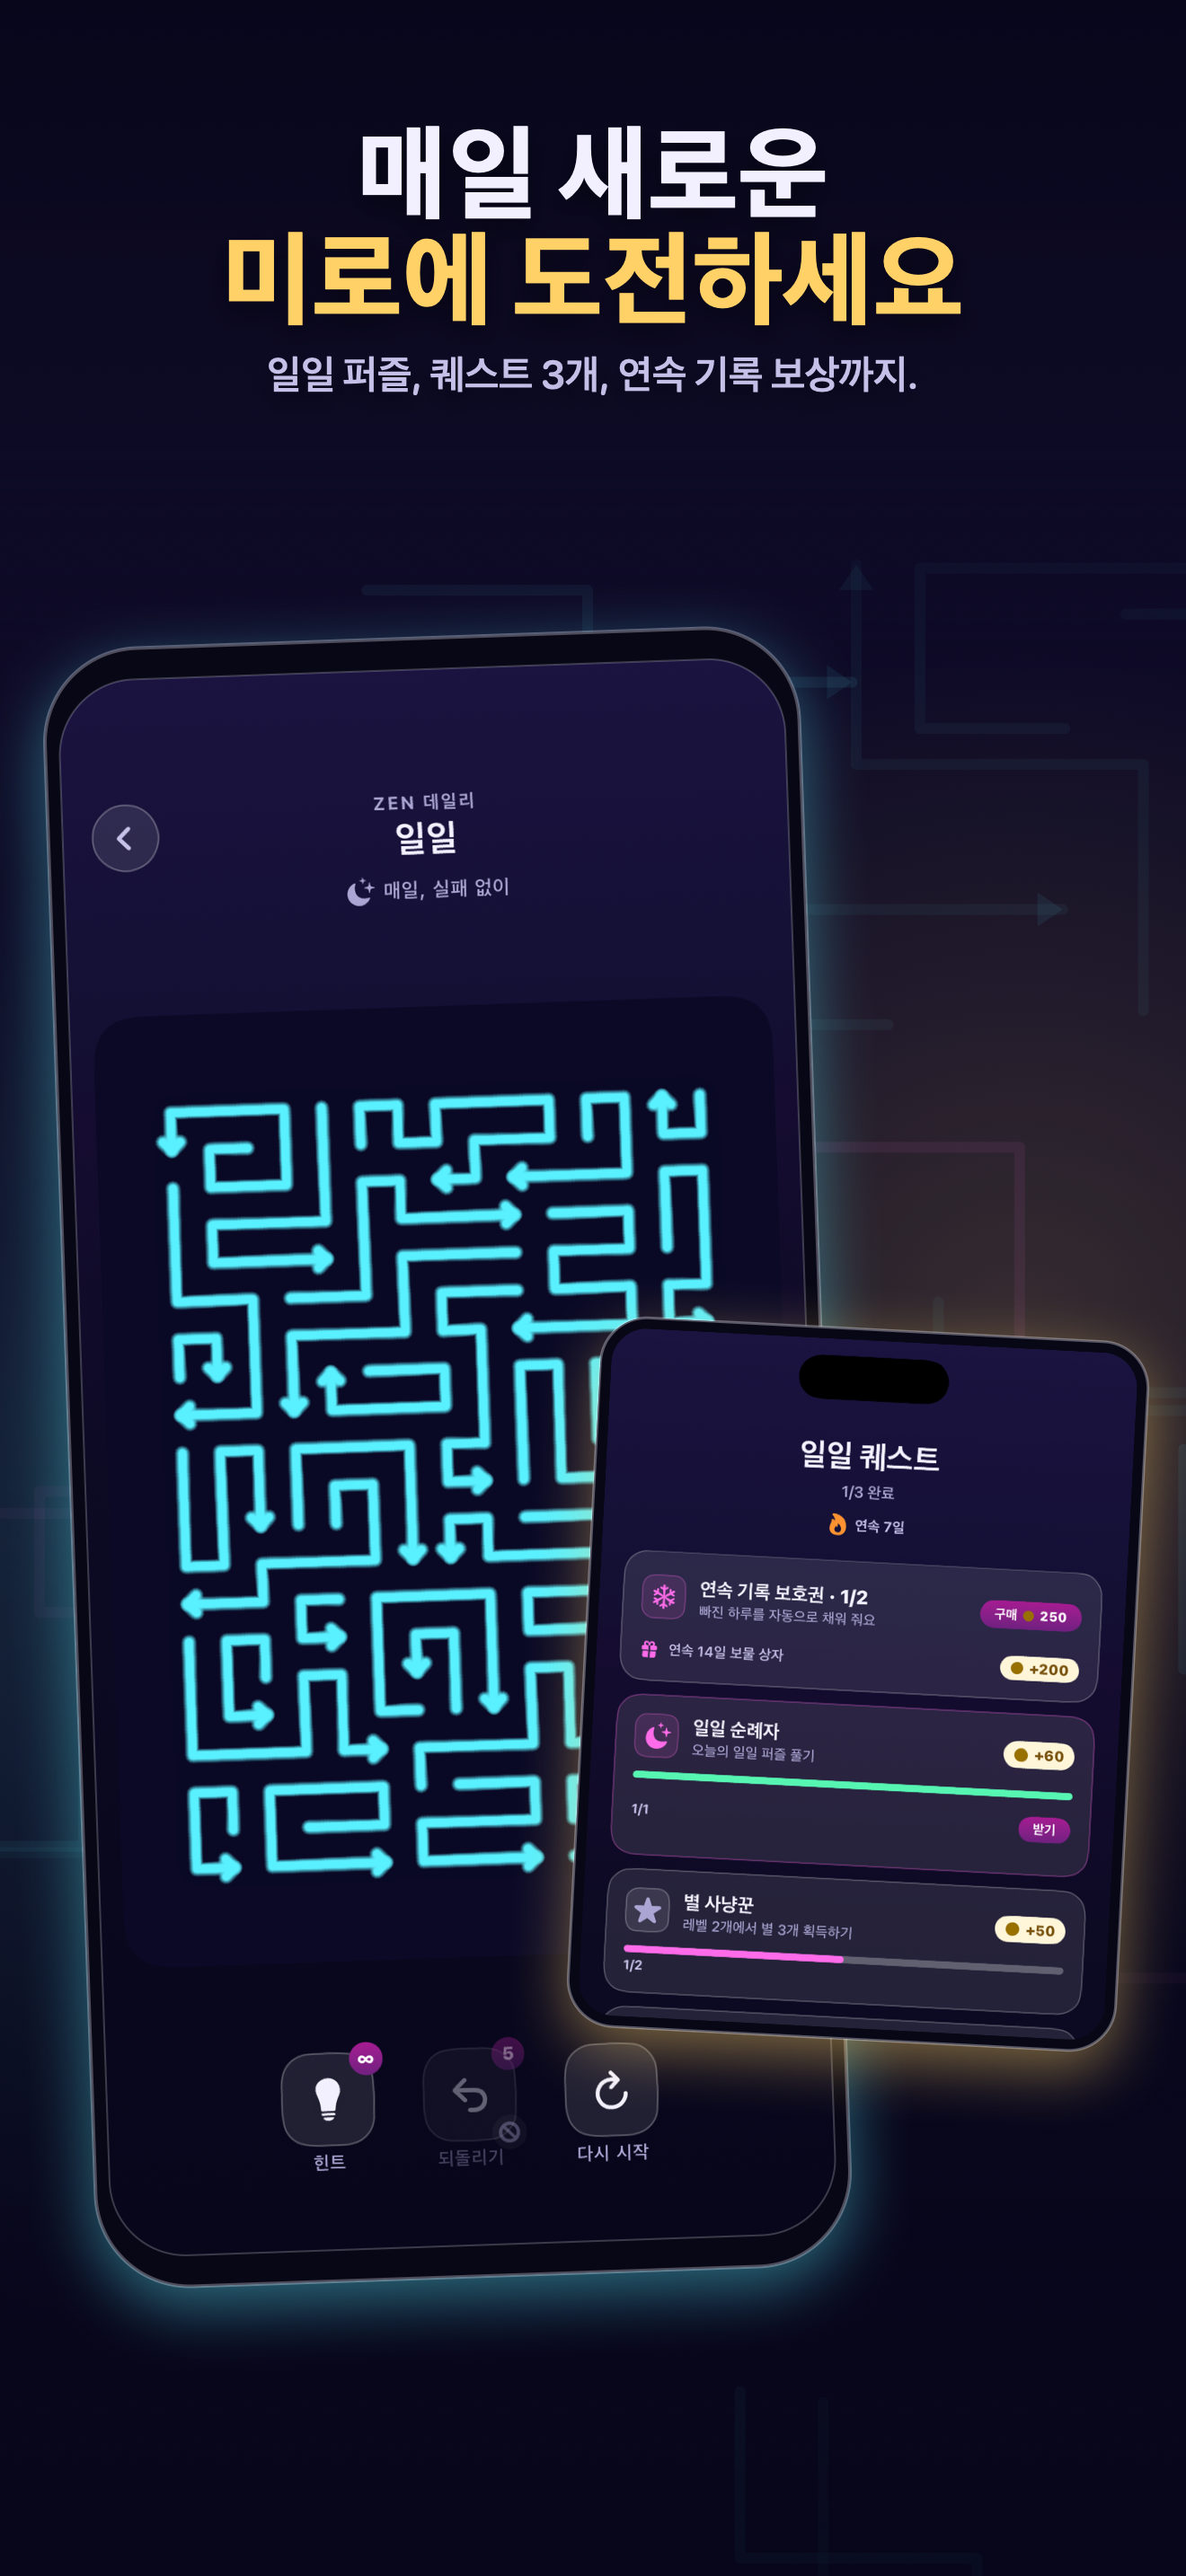 매일 새로운
미로에 도전하세요
일일 퍼즐, 퀘스트 3개, 연속 기록 보상까지.
ZEN 데일리
일일
매일, 실패 없이
일일 퀘스트
1/3 완료
연속 7일
연속 기록 보호권 · 1/2
빠진 하루를 자동으로 채워 줘요
구매 250
연속 14일 보물 상자
+200
일일 순례자
오늘의 일일 퍼즐 풀기
+60
1/1
받기
별 사냥꾼
레벨 2개에서 별 3개 획득하기
+50
1/2
∞
5
힌트
되돌리기
다시 시작